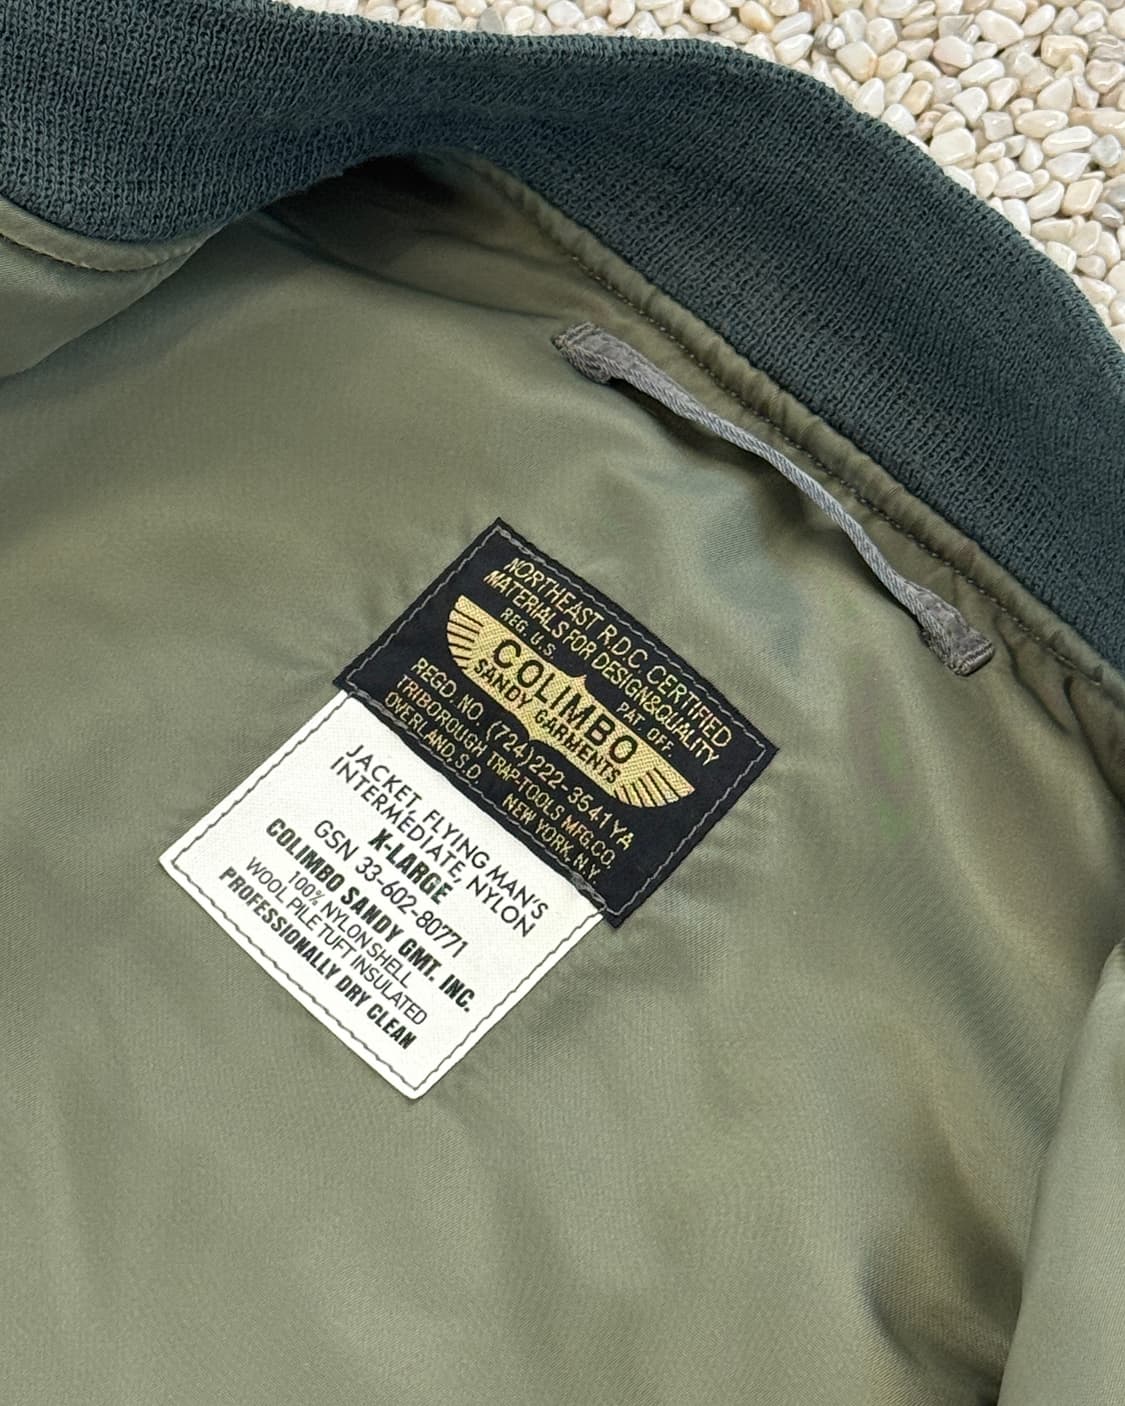 NORTHEAST R.D.C CERTIFIED
MATERIALS FOR DESIGN&QUALITY
REG. U.S. PAT. OFF.
COLIMBO
SANDY GARMENTS
REGD. NO. (724)222-3541YA
TRIBOROUGH TRAP-TOOLS MFG.CO.
OVERLAND, S.D. NEW YORK, N.Y.
JACKET, FLYING MAN'S
INTERMEDIATE, NYLON
X-LARGE
GSN 33-602-80771
COLIMBO SANDY GMT. INC.
100% NYLON SHELL
WOOL PILE TUFT INSULATED
PROFESSIONALLY DRY CLEAN